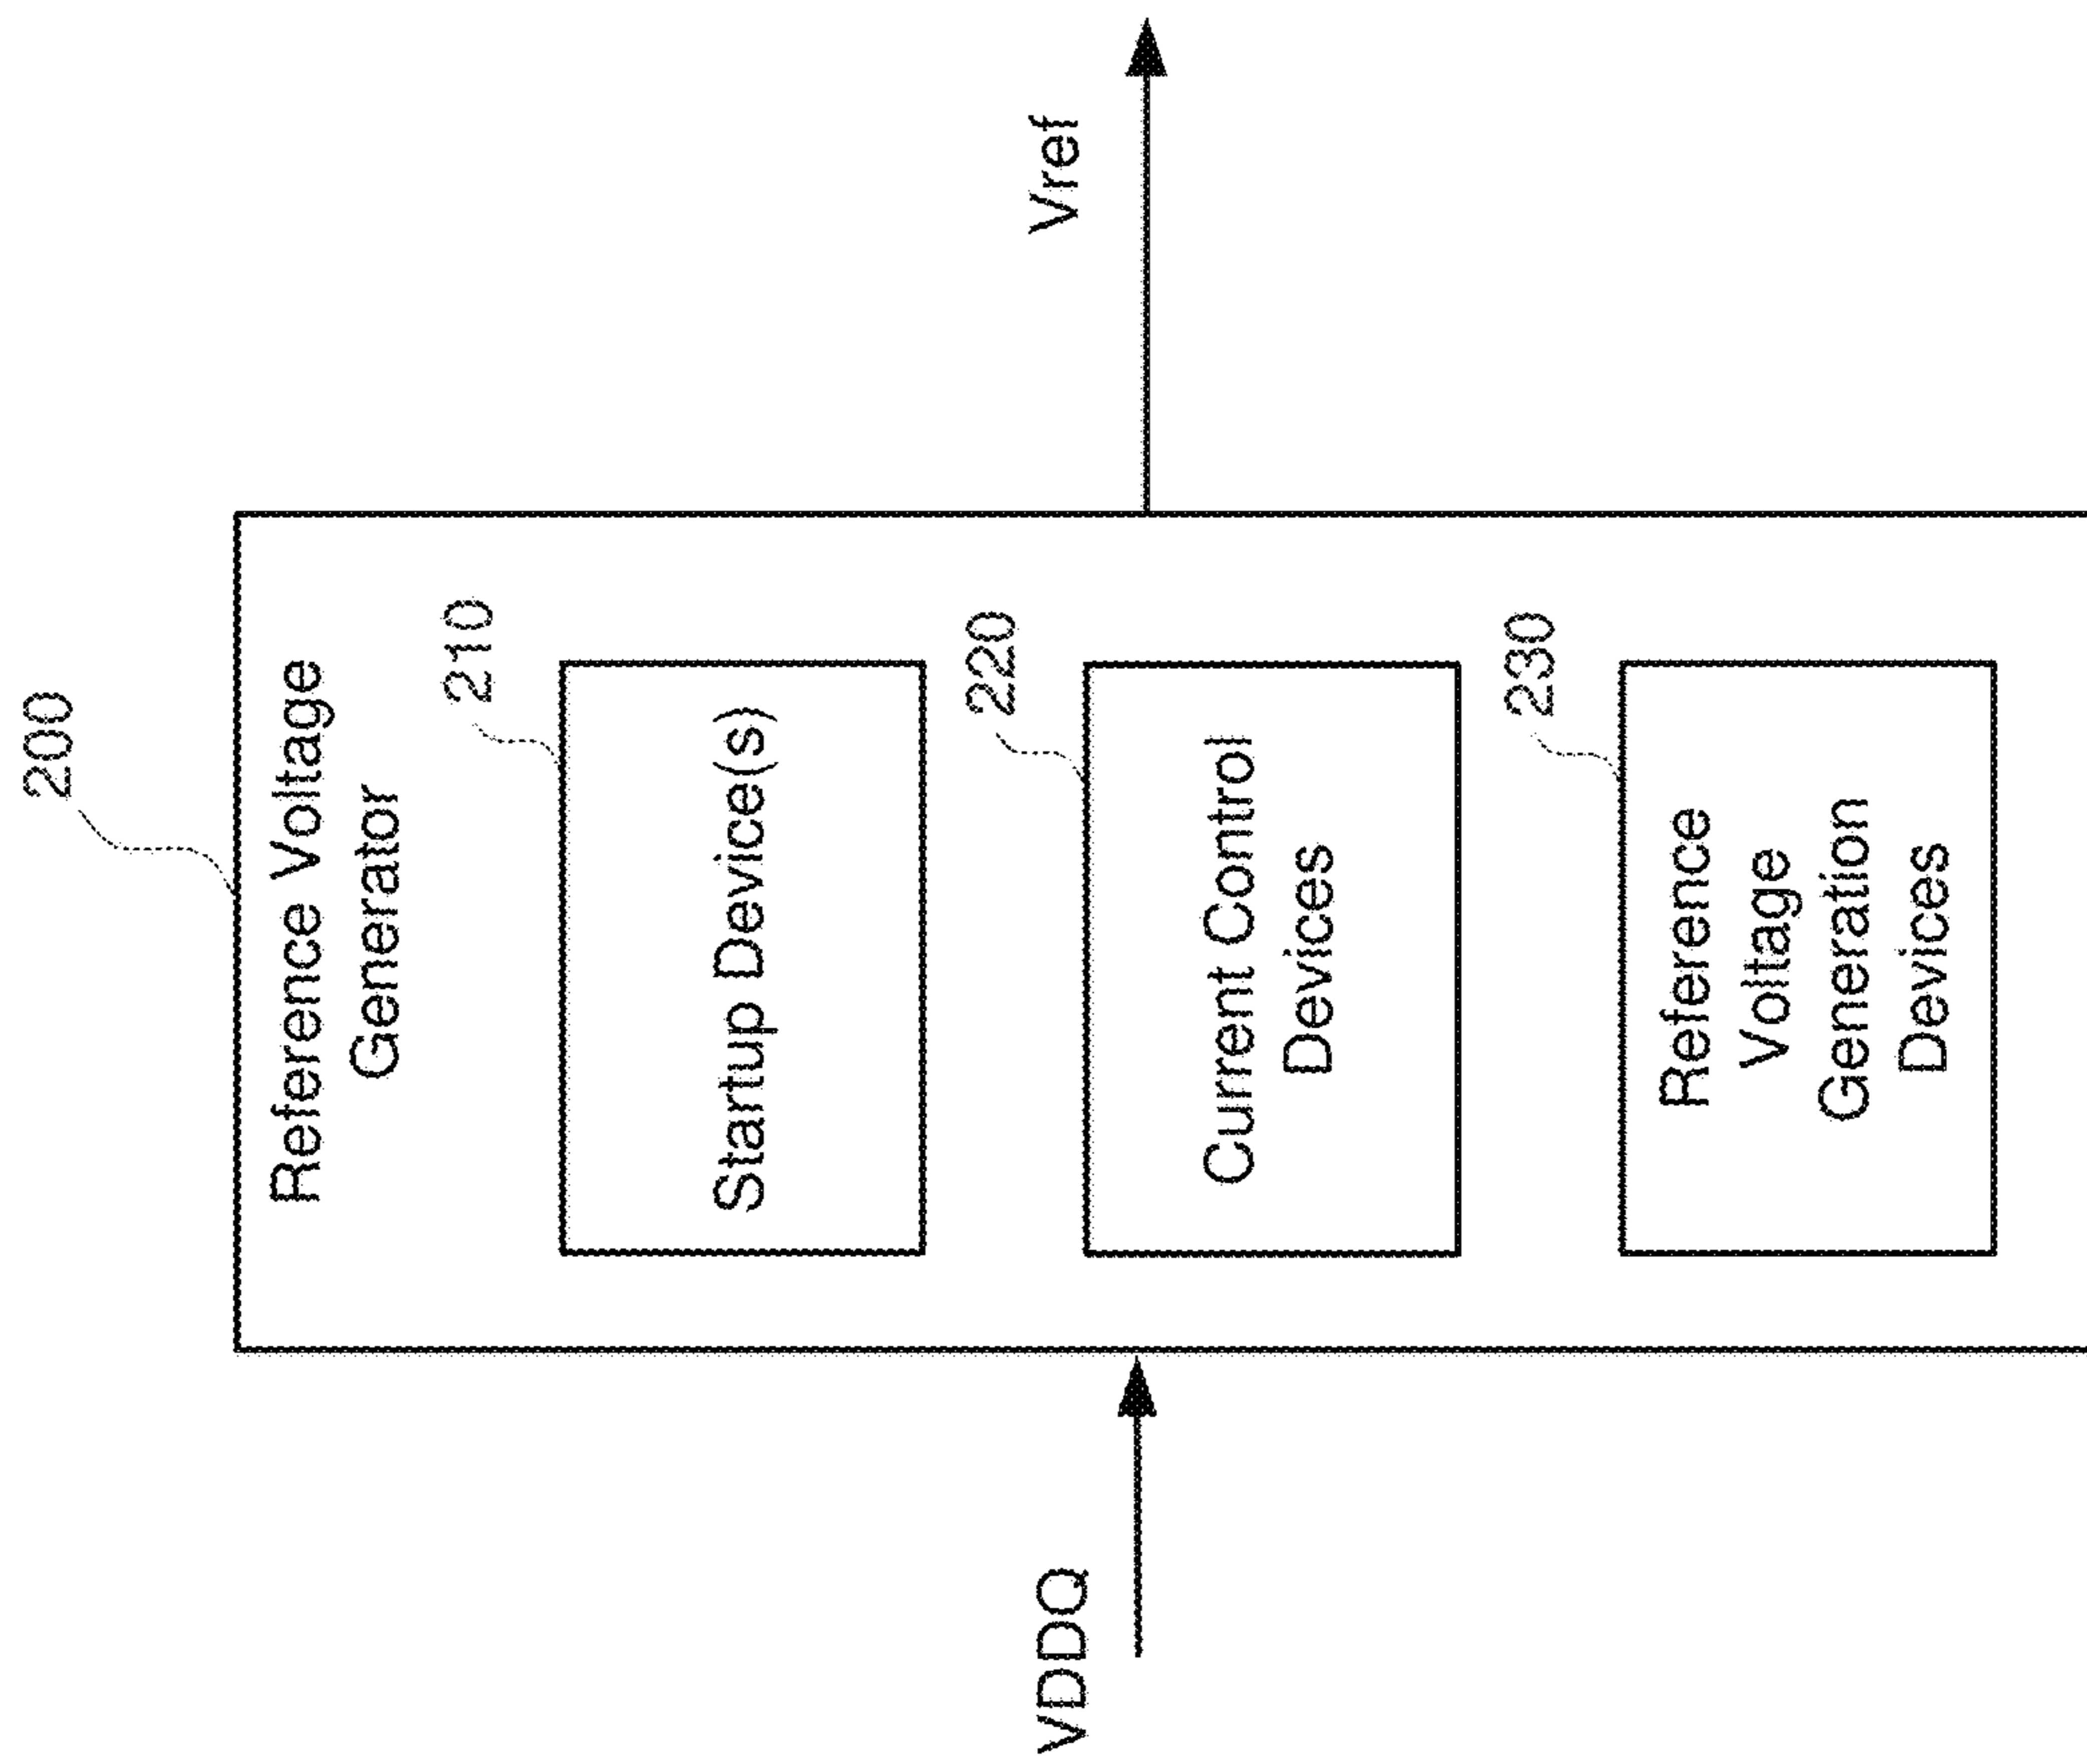 200
Reference Voltage
Generator
210
Startup Device(s)
VDDQ
Vref
220
Current Control
Devices
230
Reference
Voltage
Generation
Devices